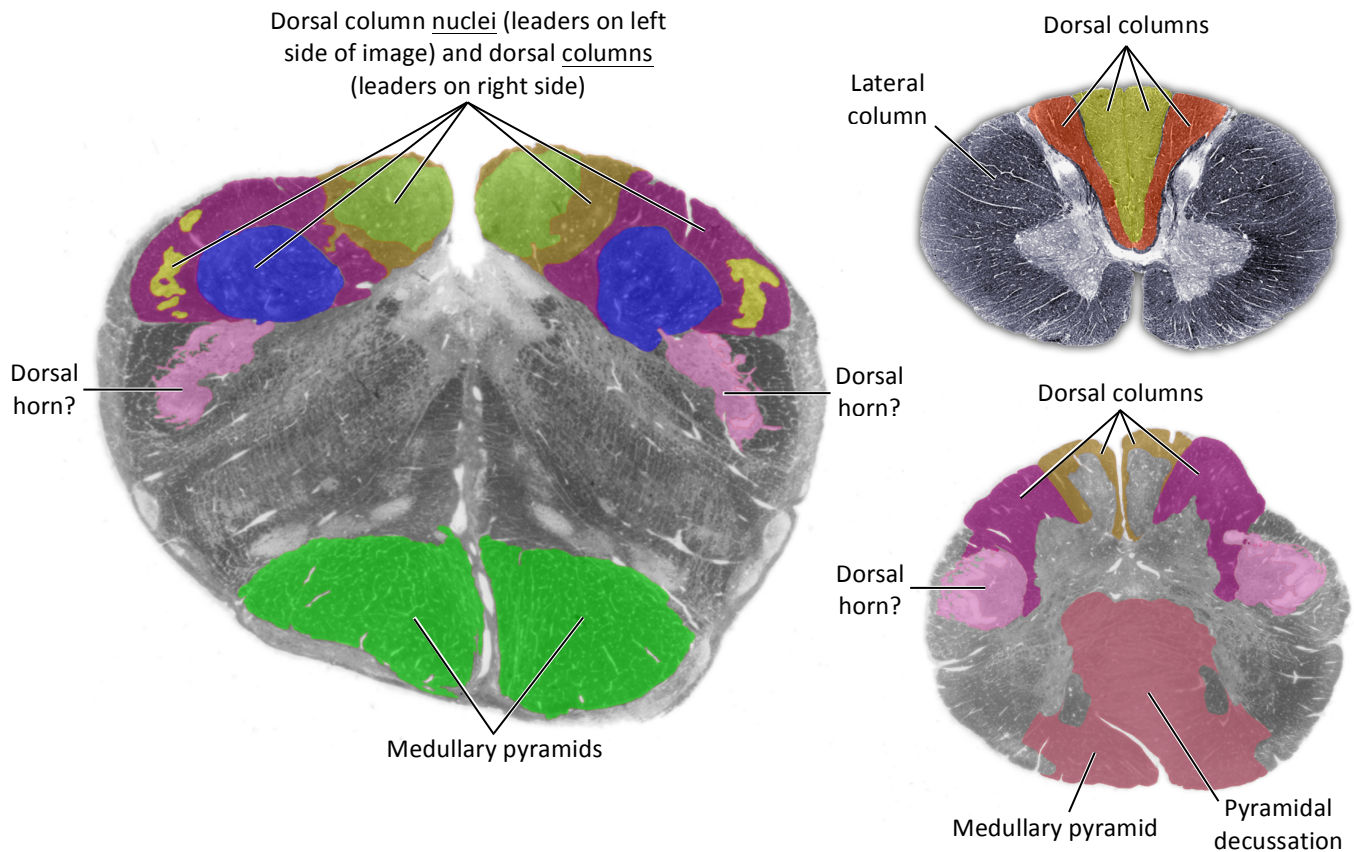 Dorsal column nuclei (leaders on left
side of image) and dorsal columns
(leaders on right side)
Dorsal
horn?
Dorsal
horn?
Medullary pyramids
Dorsal columns
Lateral
column
Dorsal columns
Dorsal
horn?
Medullary pyramid
Pyramidal
decussation